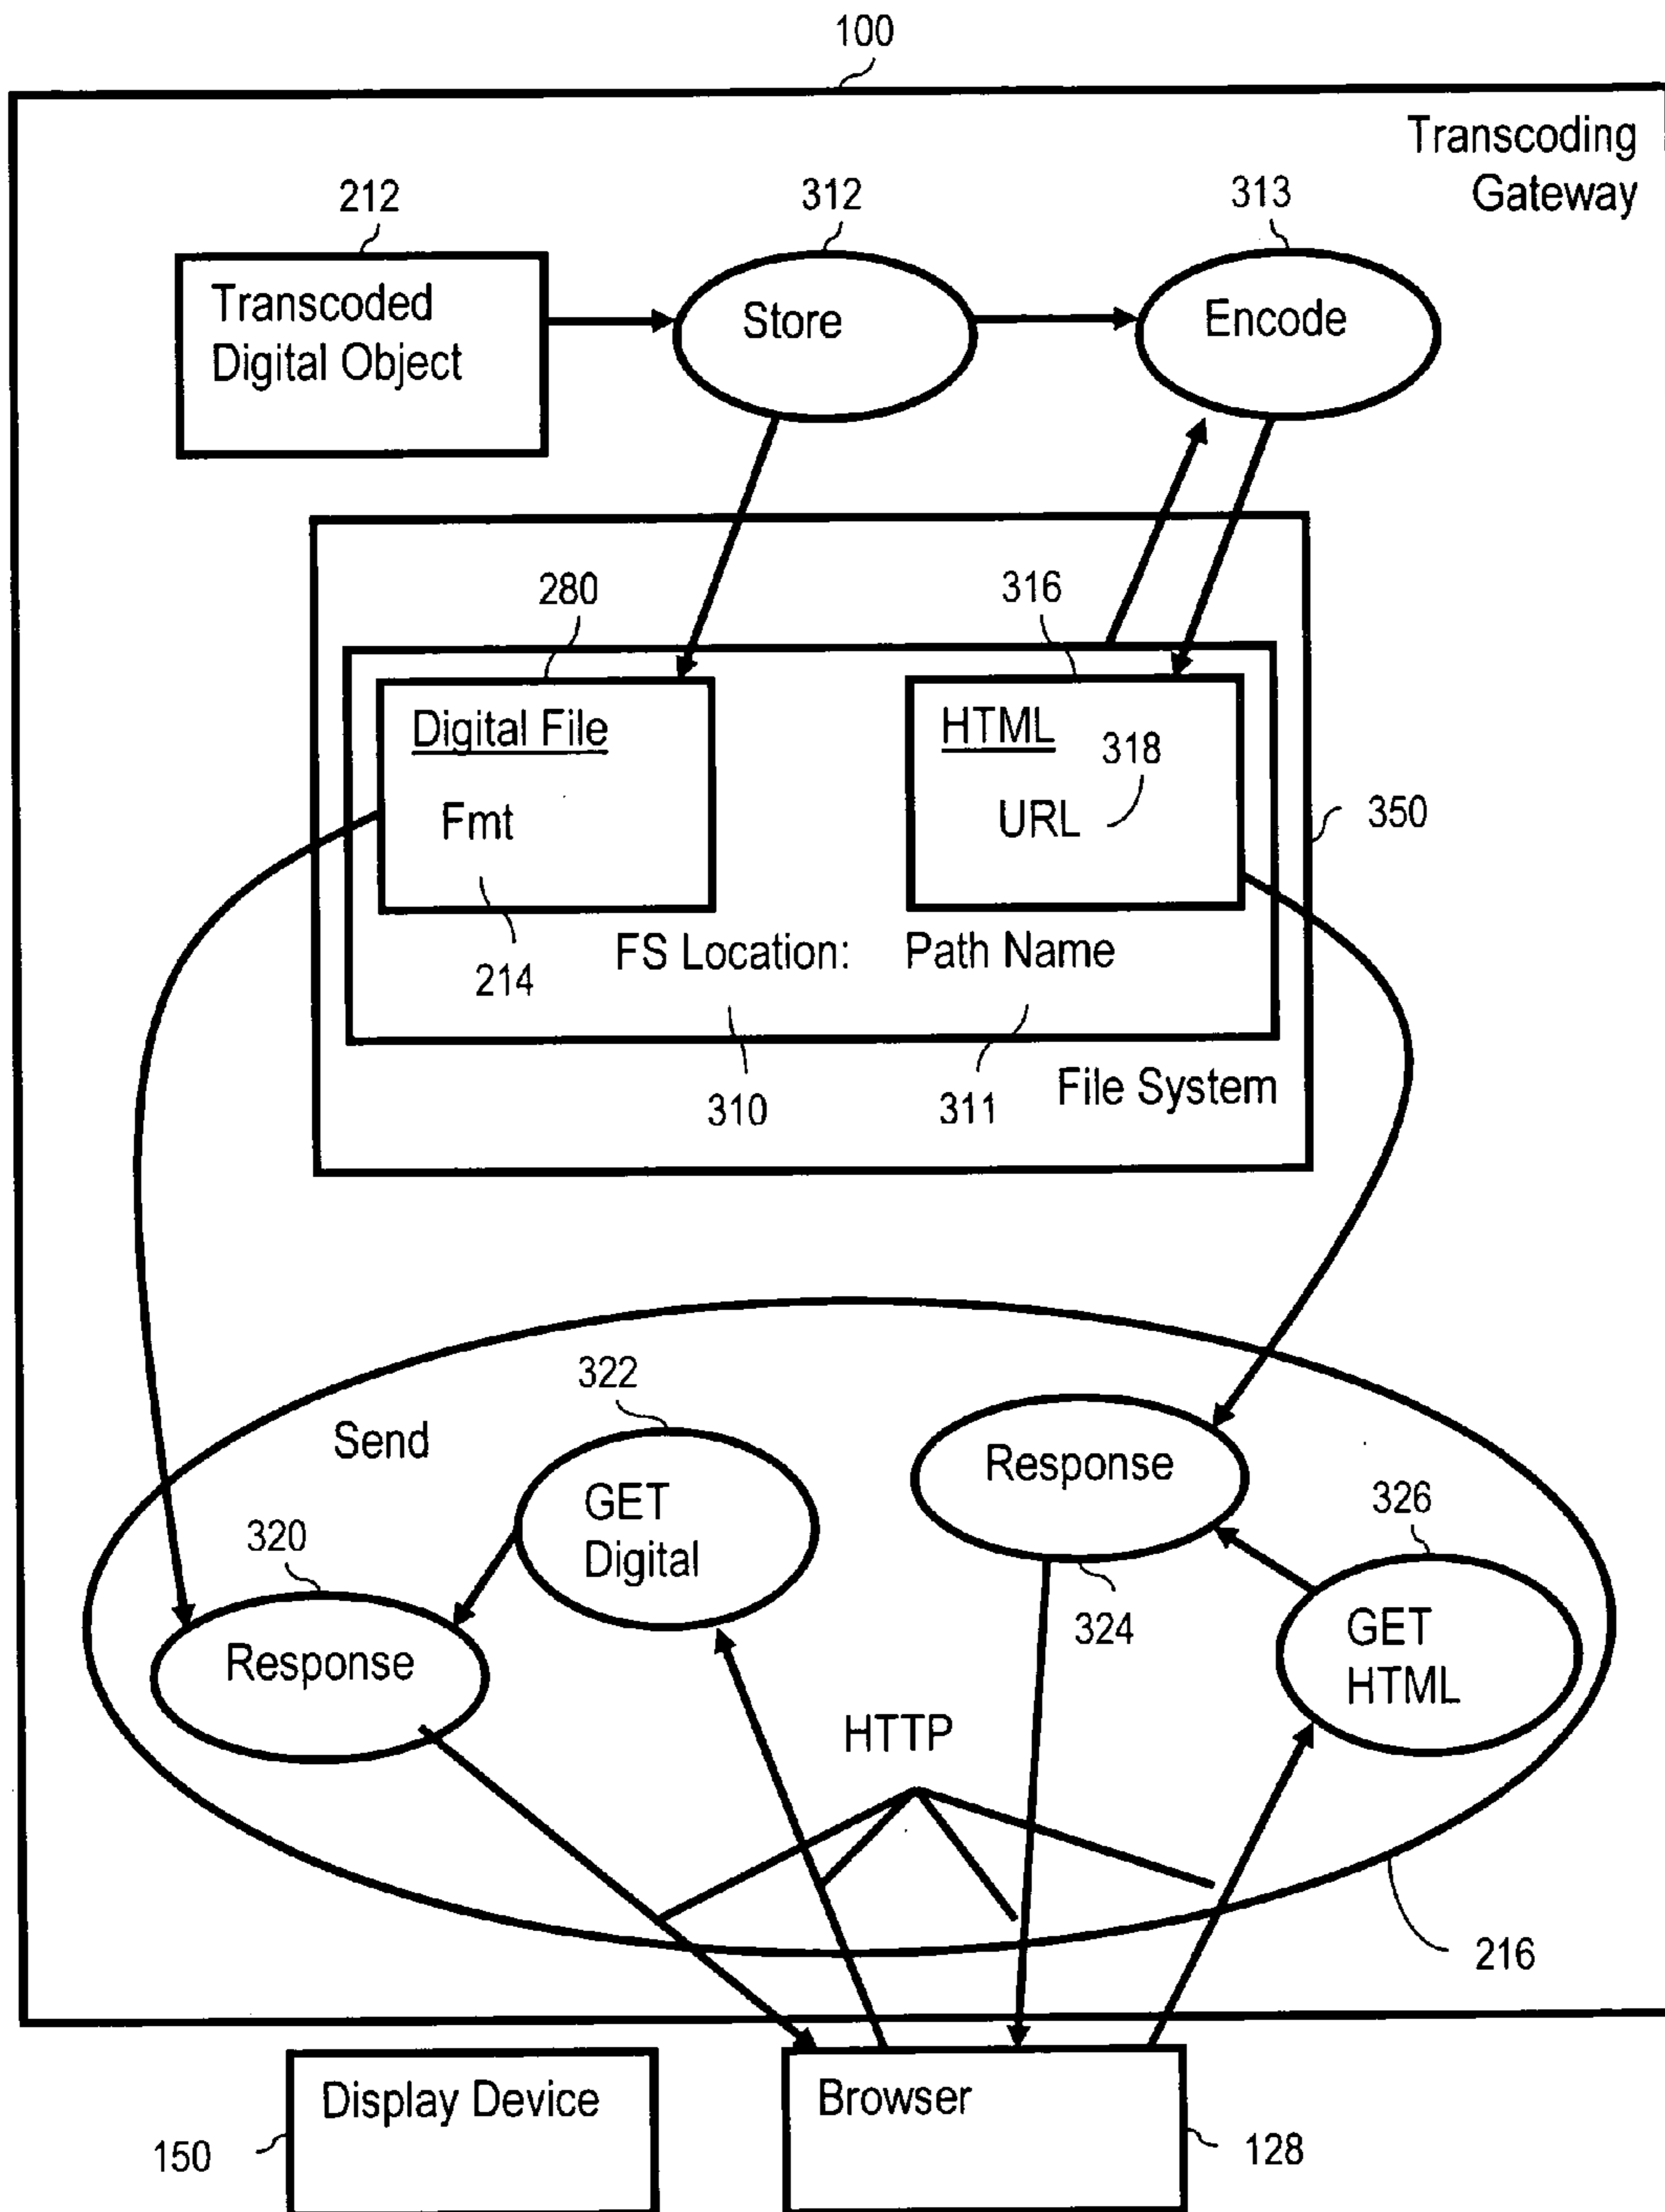 100
Transcoding
Gateway
212
312
313
Transcoded
Digital Object
Store
Encode
280
316
Digital File
HTML
318
Fmt
URL
350
214
FS Location: Path Name
310
311
File System
322
Send
Response
326
GET
Digital
320
324
GET
HTML
Response
HTTP
216
Display Device
Browser
150
128